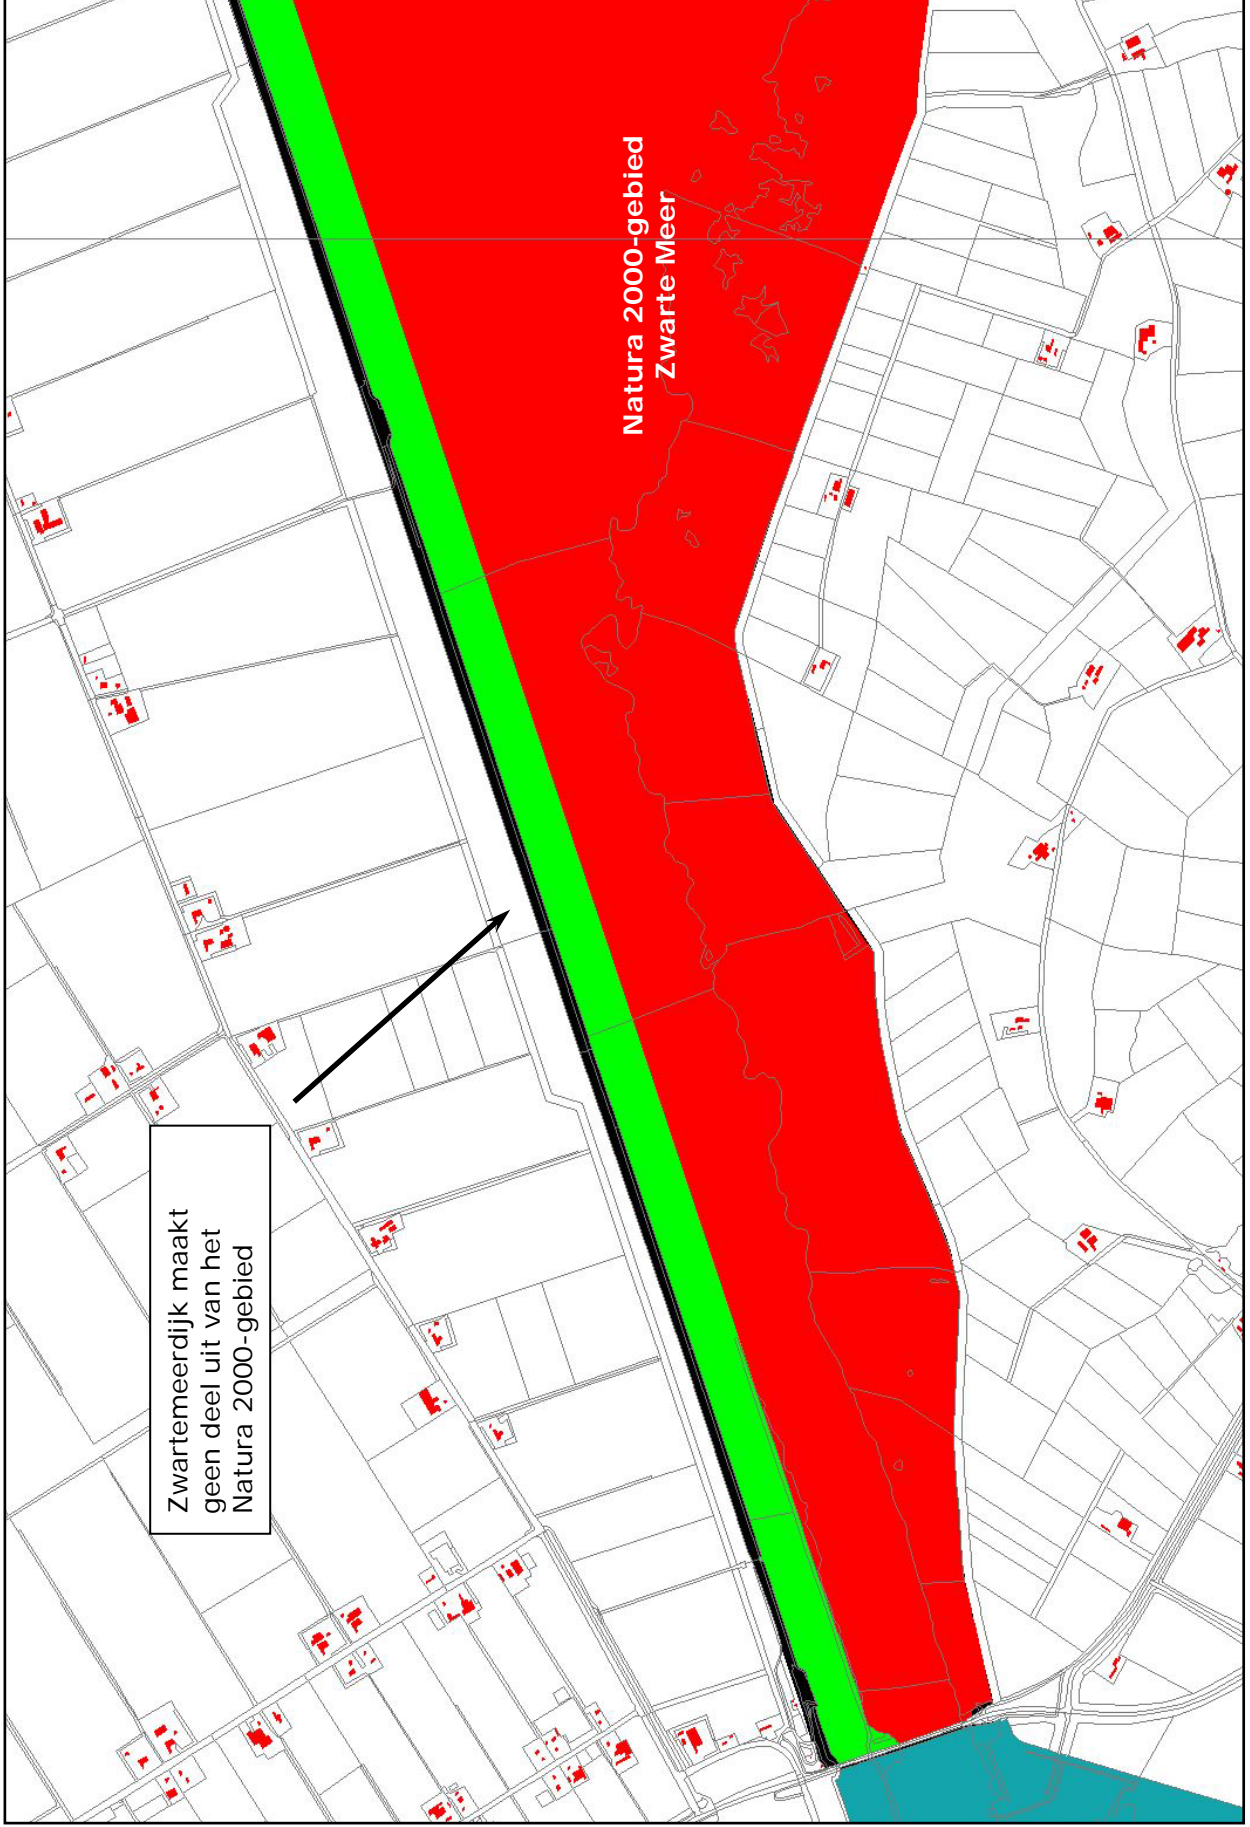 Natura 2000-gebied
Zwarte Meer
Zwartemeerdijk maakt
geen deel uit van het
Natura 2000-gebied